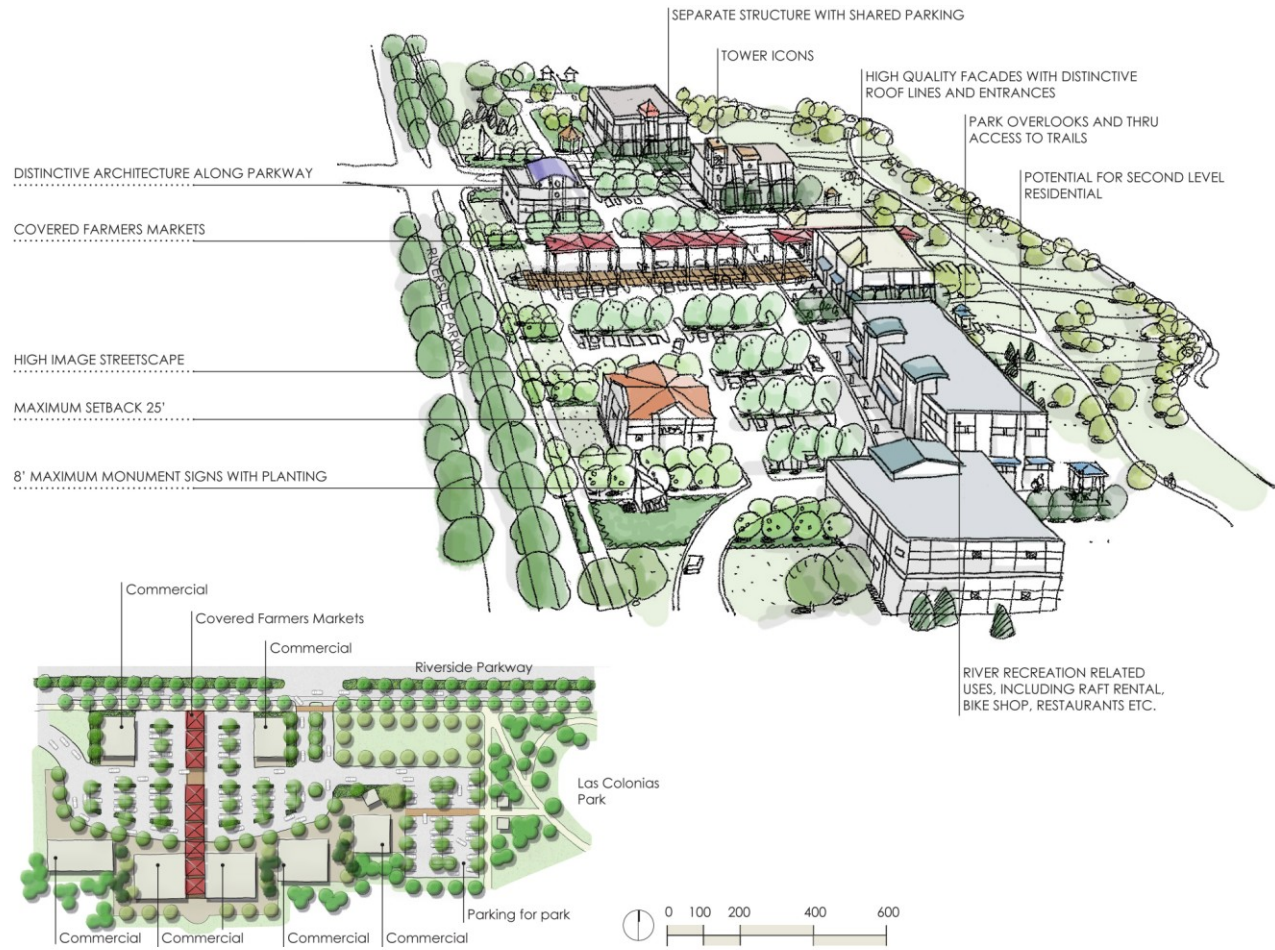 SEPARATE STRUCTURE WITH SHARED PARKING
TOWER ICONS
HIGH QUALITY FACADES WITH DISTINCTIVE
ROOF LINES AND ENTRANCES
PARK OVERLOOKS AND THRU
ACCESS TO TRAILS
POTENTIAL FOR SECOND LEVEL
RESIDENTIAL
DISTINCTIVE ARCHITECTURE ALONG PARKWAY
COVERED FARMERS MARKETS
RIVERSIDE PARKWAY
HIGH IMAGE STREETSCAPE
MAXIMUM SETBACK 25'
8' MAXIMUM MONUMENT SIGNS WITH PLANTING
RIVER RECREATION RELATED
USES, INCLUDING RAFT RENTAL,
BIKE SHOP, RESTAURANTS ETC.
Commercial
Covered Farmers Markets
Commercial
Riverside Parkway
Las Colonias
Park
Parking for park
Commercial
Commercial
Commercial
Commercial
0 100 200 400 600